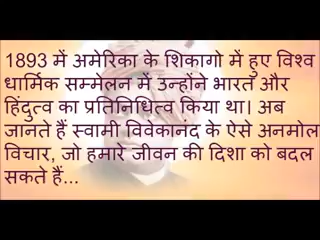 1893 में अमेरिका के शिकागो में हुए विश्व
धार्मिक सम्मेलन में उन्होंने भारत और
हिंदुत्व का प्रतिनिधित्व किया था। अब
जानते हैं स्वामी विवेकानंद के ऐसे अनमोल
विचार, जो हमारे जीवन की दिशा को बदल
सकते हैं...